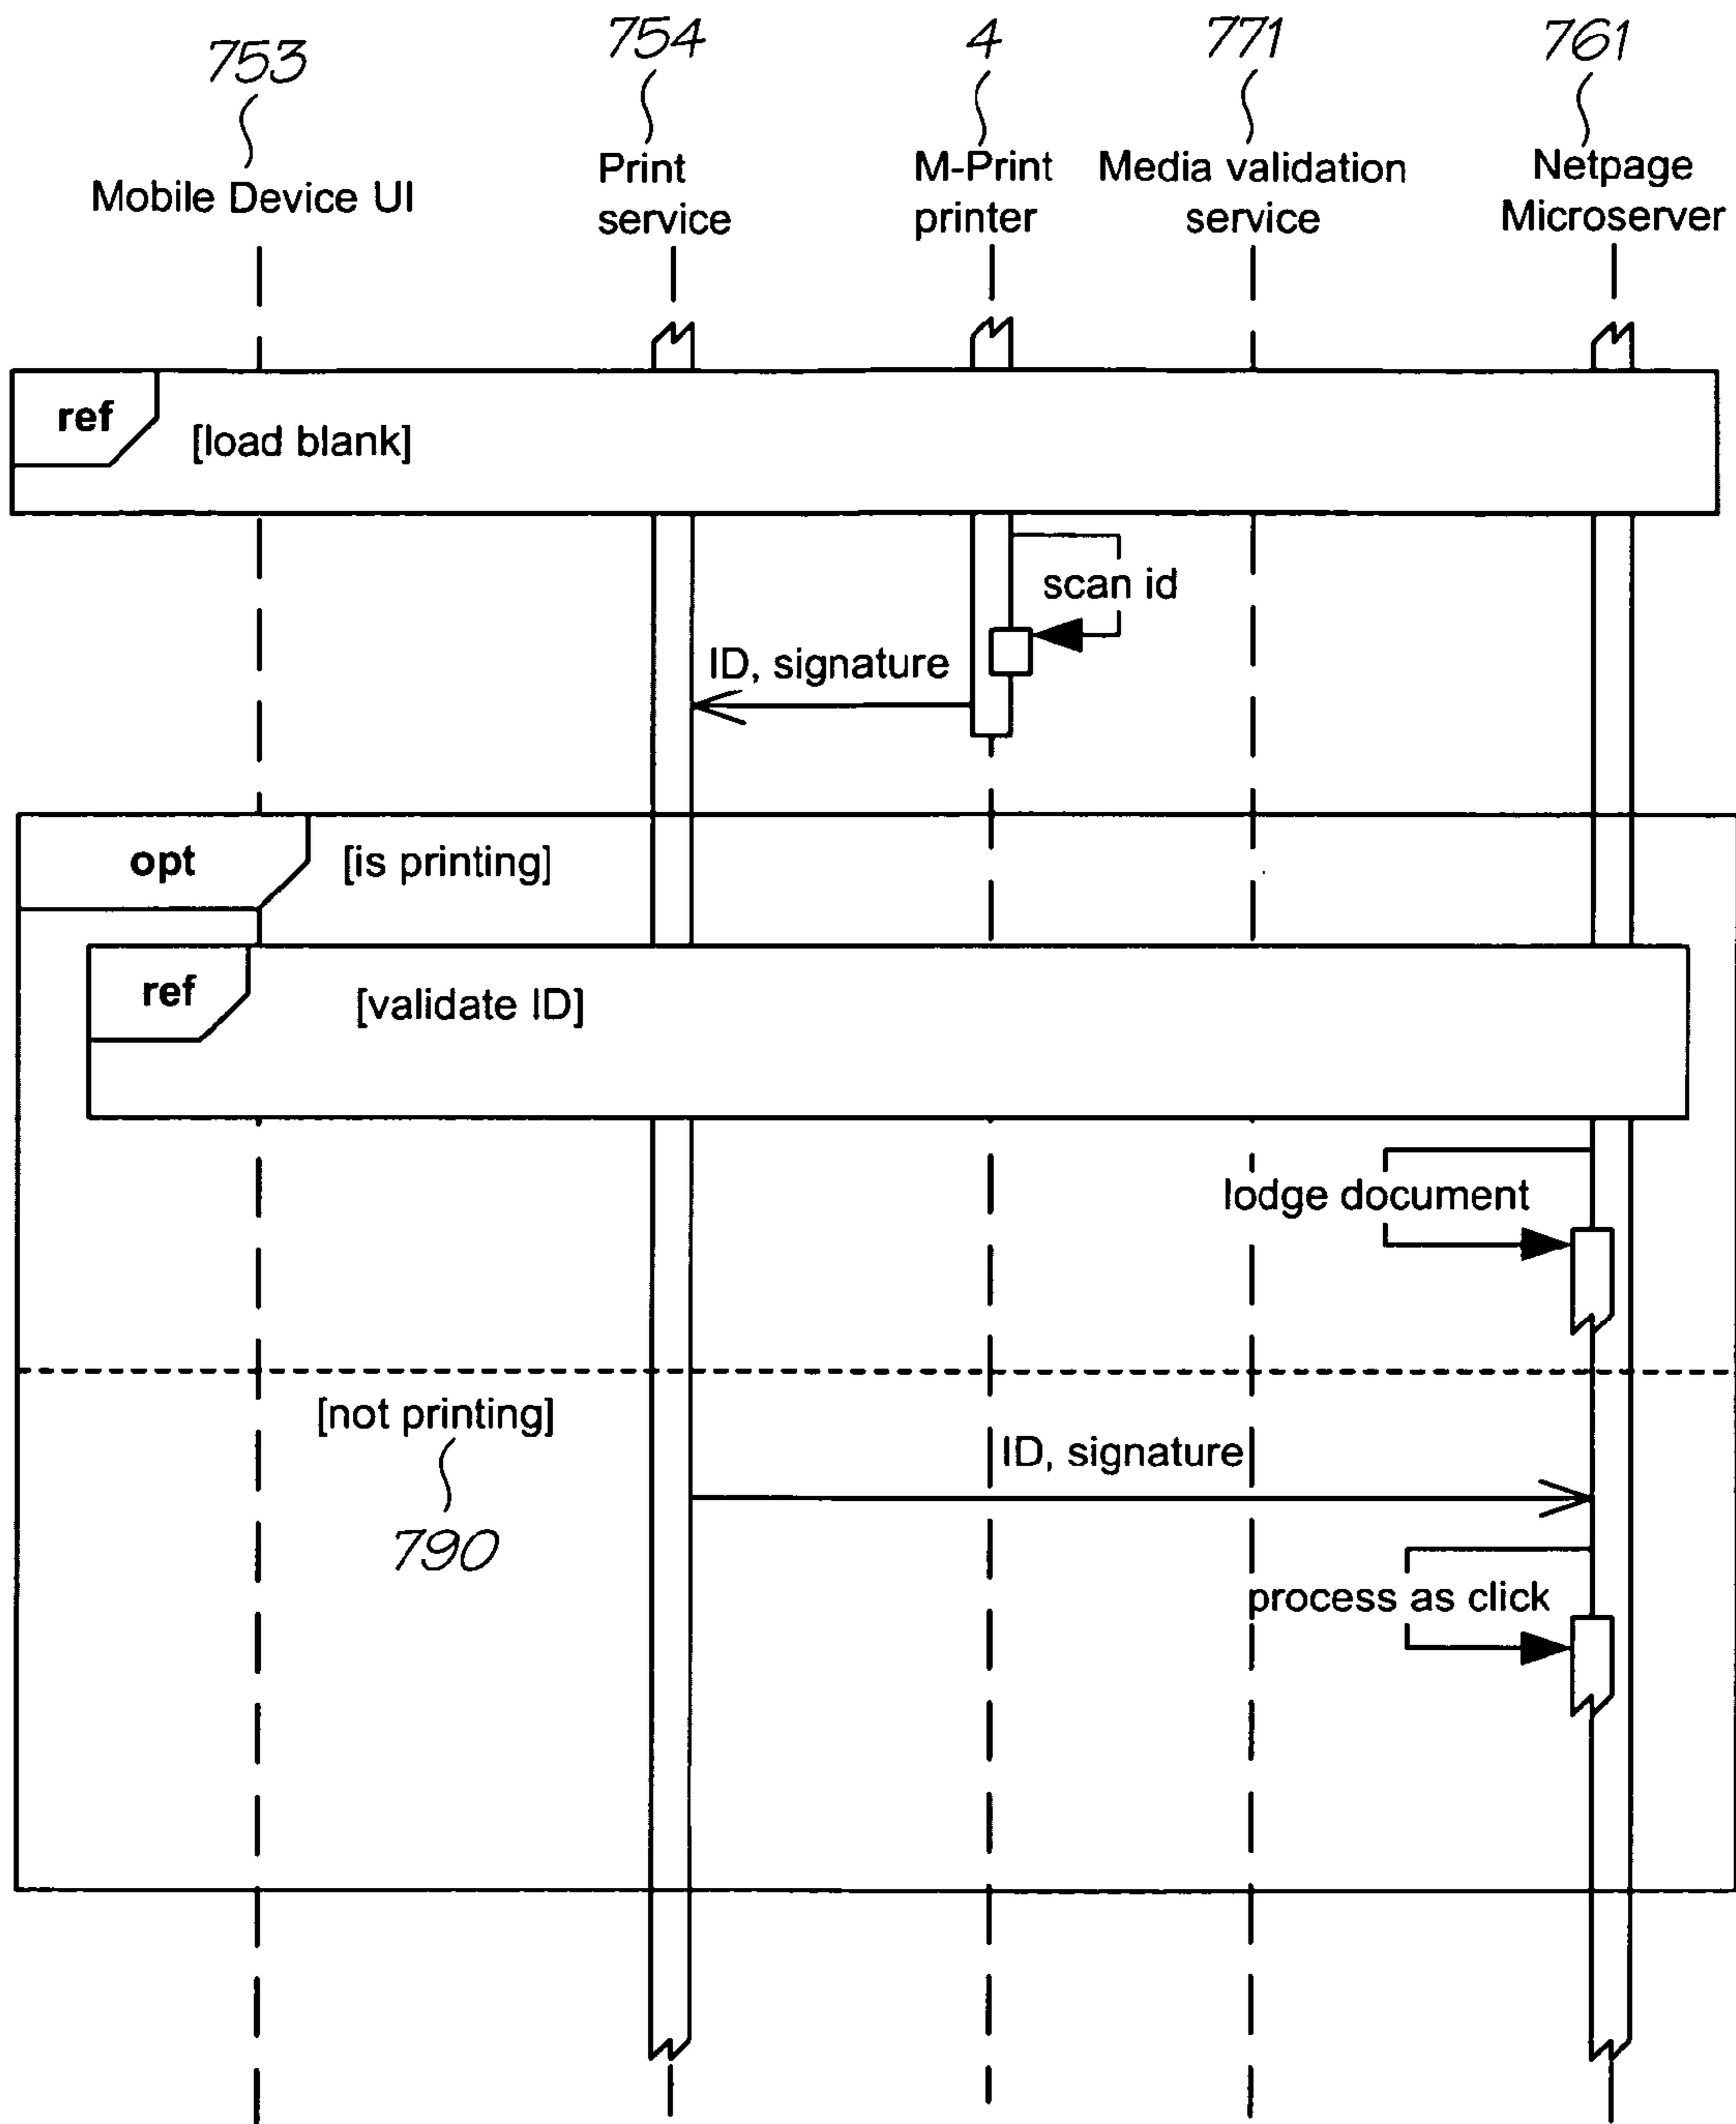 753
754
4
771
761
Mobile Device UI
Print
service
M-Print
printer
Media validation
service
Netpage
Microserver
ref
[load blank]
scan id
ID, signature
opt
[is printing]
ref
[validate ID]
lodge document
[not printing]
790
ID, signature
process as click